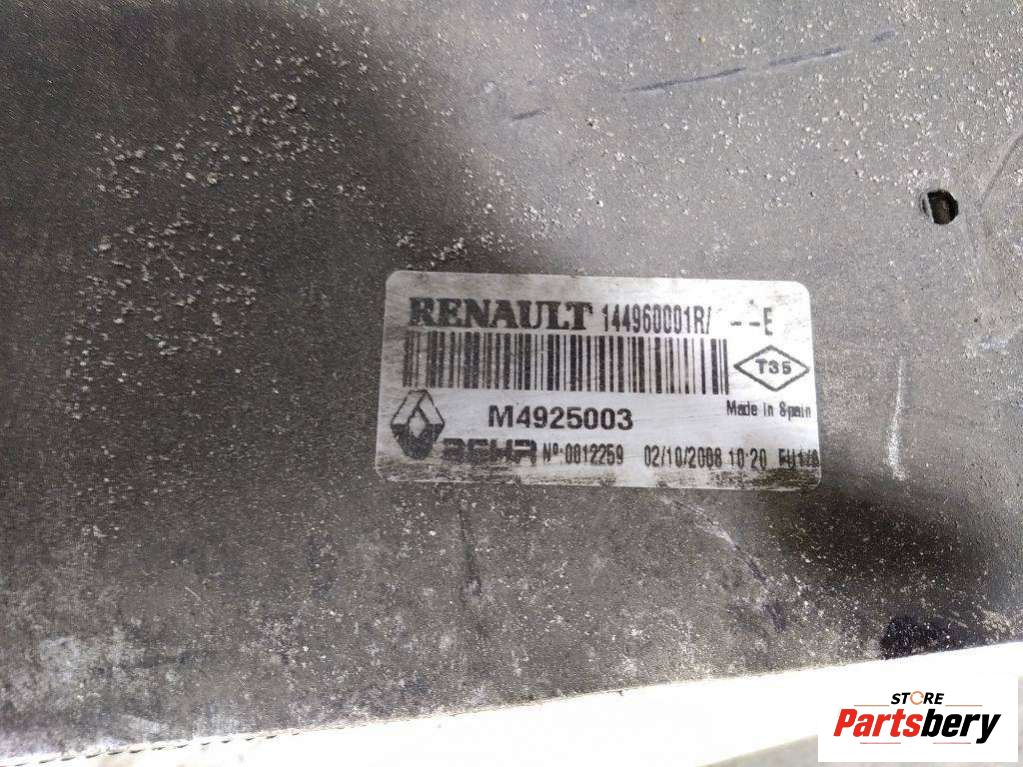 RENAULT 144960001R/ --E
T35
Made in Spain
M4925003
BEHR Nº:0812259 02/10/2008 10:20
STORE
Partsbery